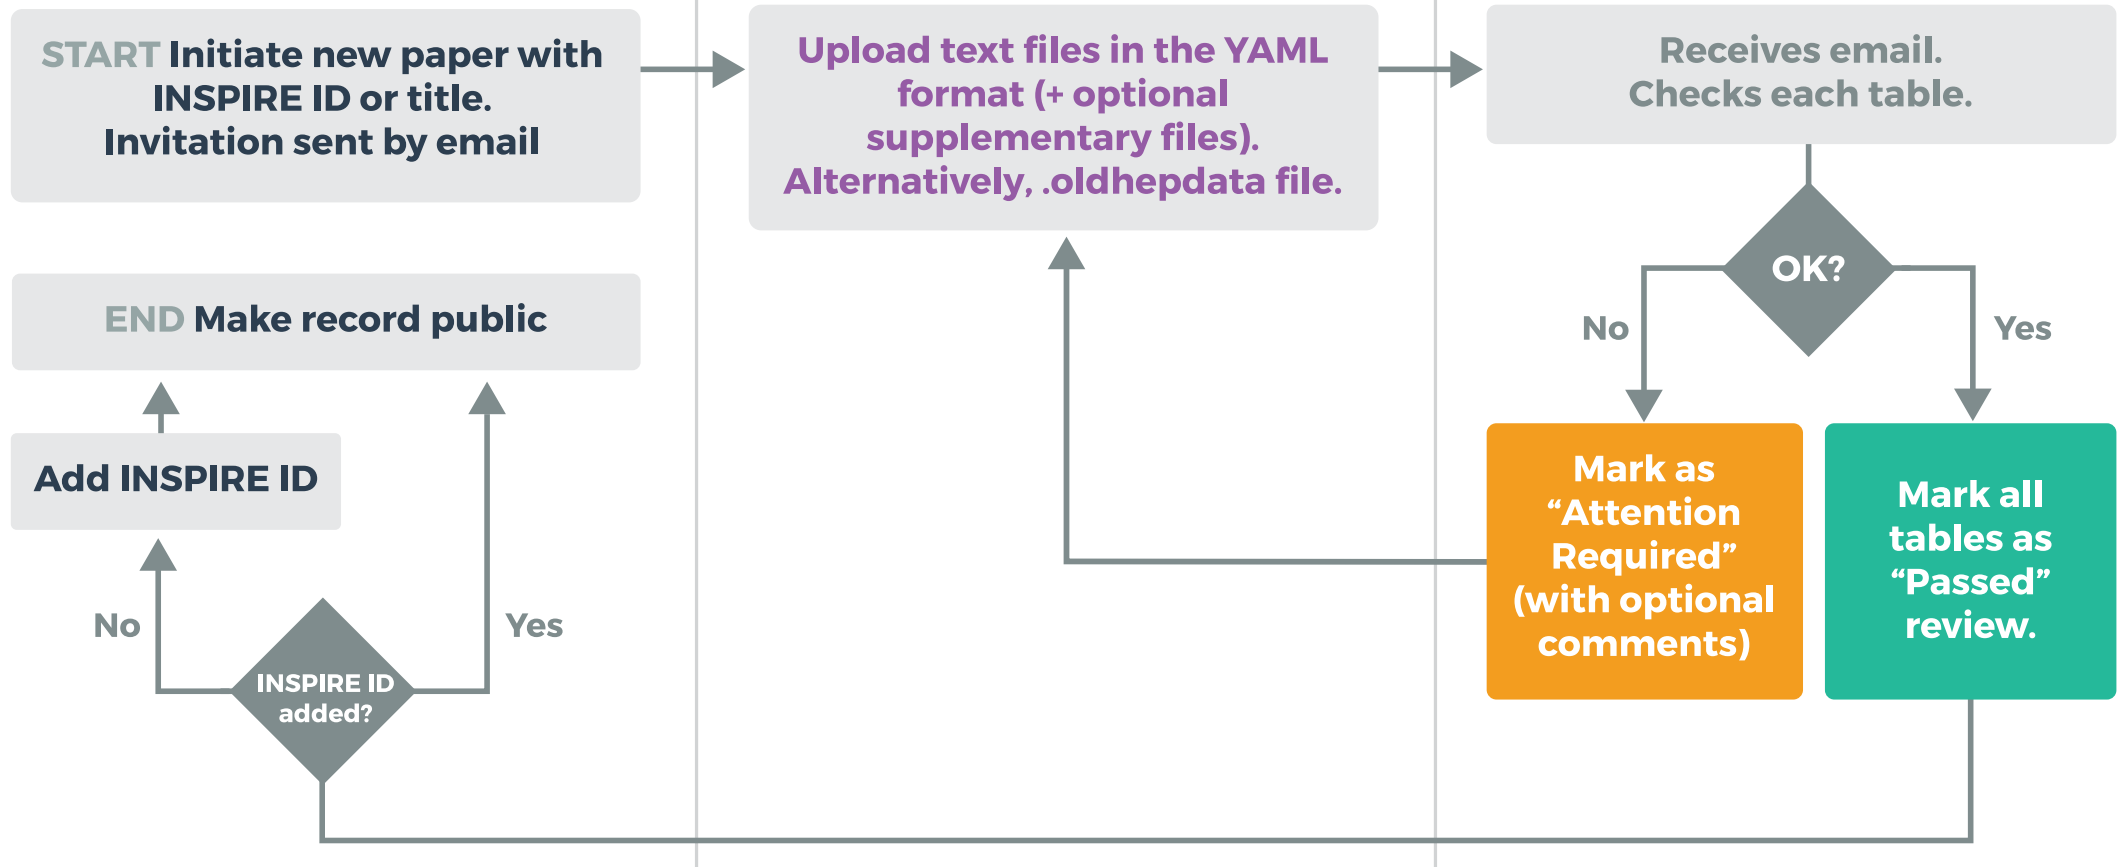 START Initiate new paper with
INSPIRE ID or title.
Invitation sent by email
Upload text files in the YAML
format (+ optional
supplementary files).
Alternatively, .oldhepdata file.
Receives email.
Checks each table.
OK?
No
Yes
Mark as
“Attention
Required”
(with optional
comments)
Mark all
tables as
“Passed”
review.
END Make record public
Add INSPIRE ID
No
Yes
INSPIRE ID
added?